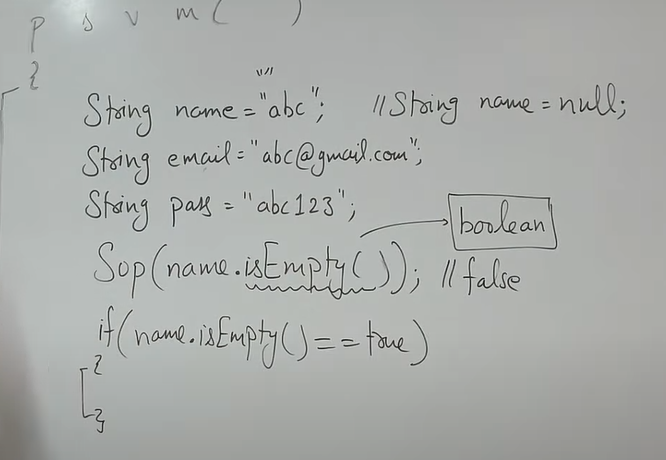 p s v m( )
{
""
String name = "abc"; //String name = null;
String email = "abc@gmail.com";
String pass = "abc123";
boolean
Sop(name.isEmpty()); //false
if(name.isEmpty() == true)
{
}